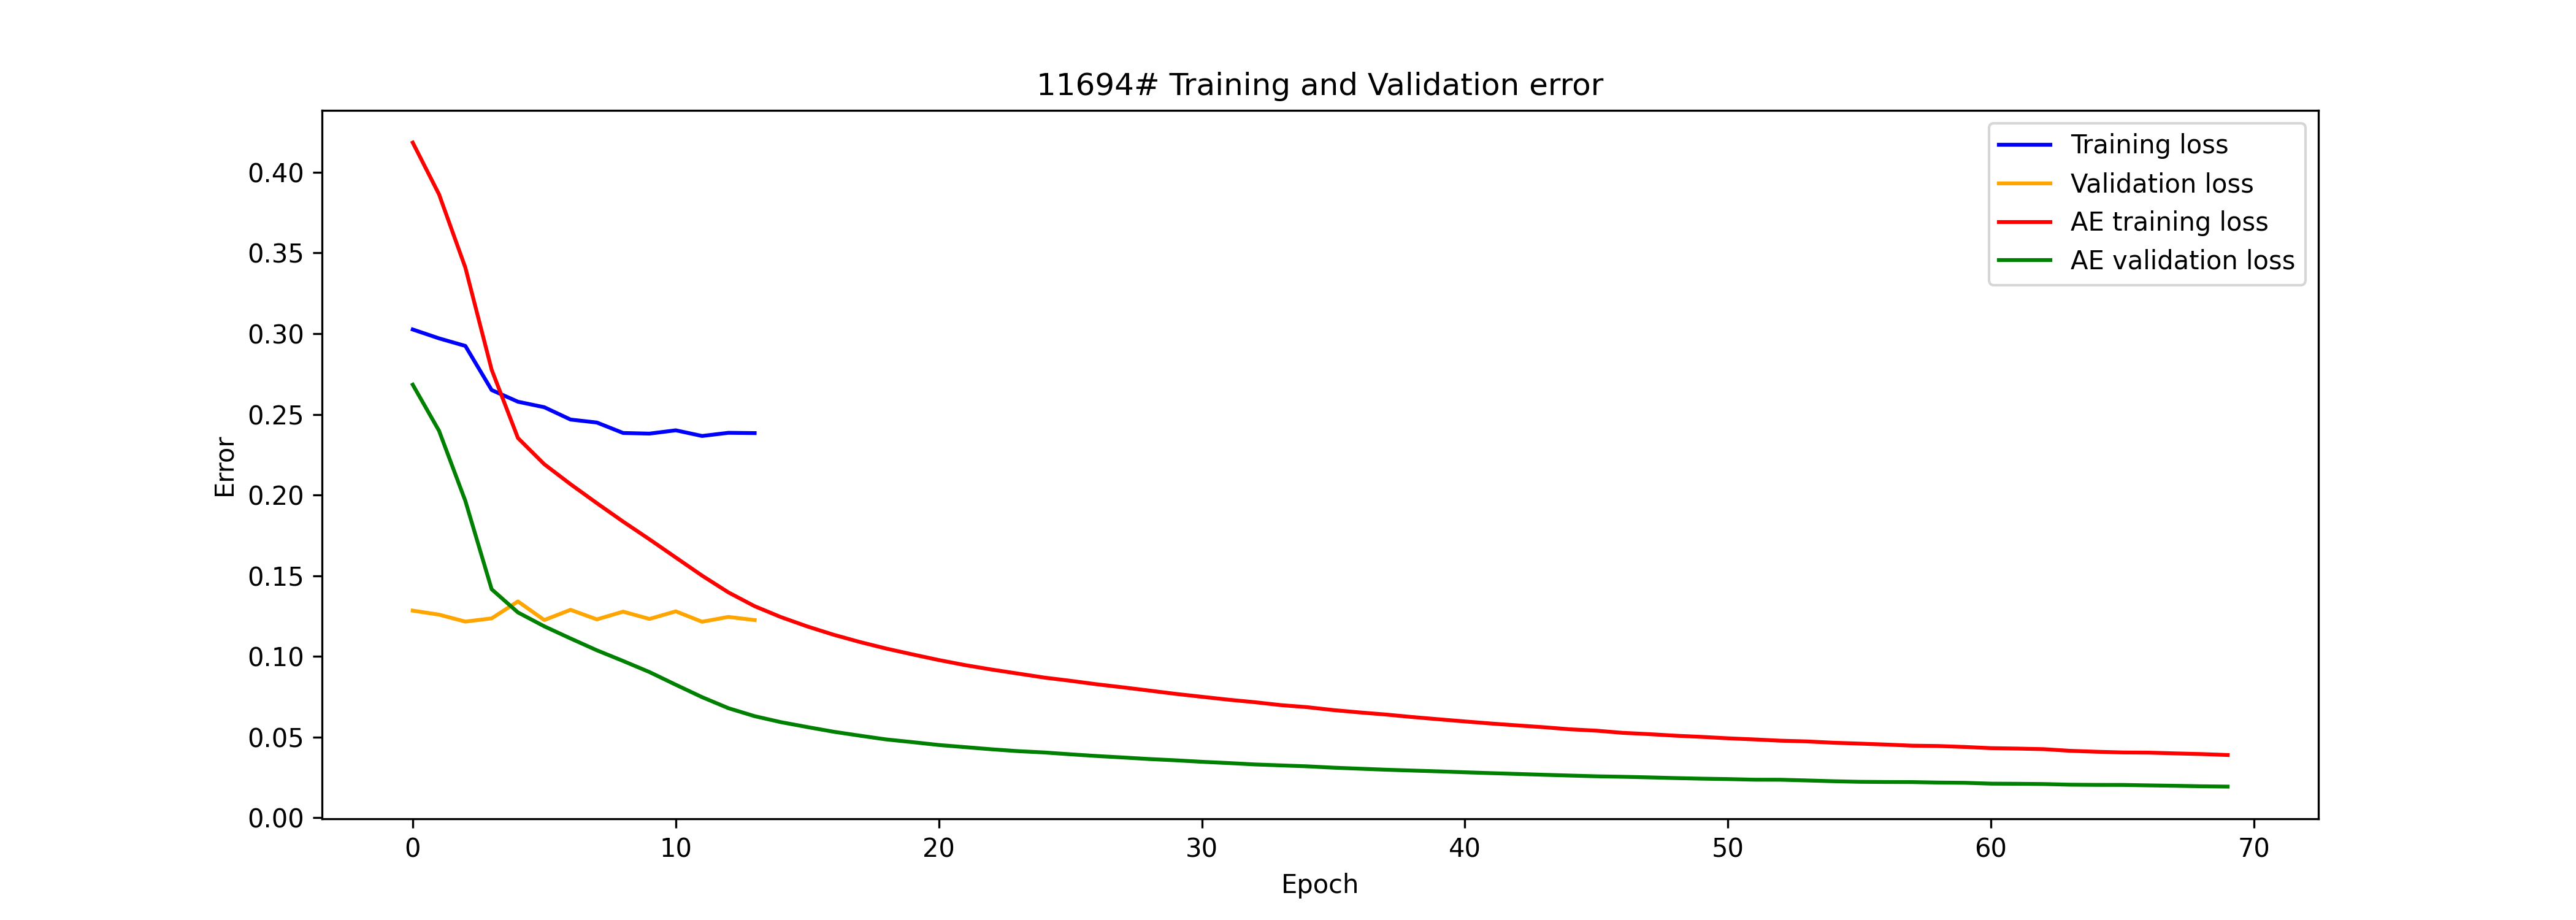 11694# Training and Validation error
Training loss
Validation loss
AE training loss
AE validation loss
Error
0.40
0.35
0.30
0.25
0.20
0.15
0.10
0.05
0.00
0 10 20 30 40 50 60 70
Epoch